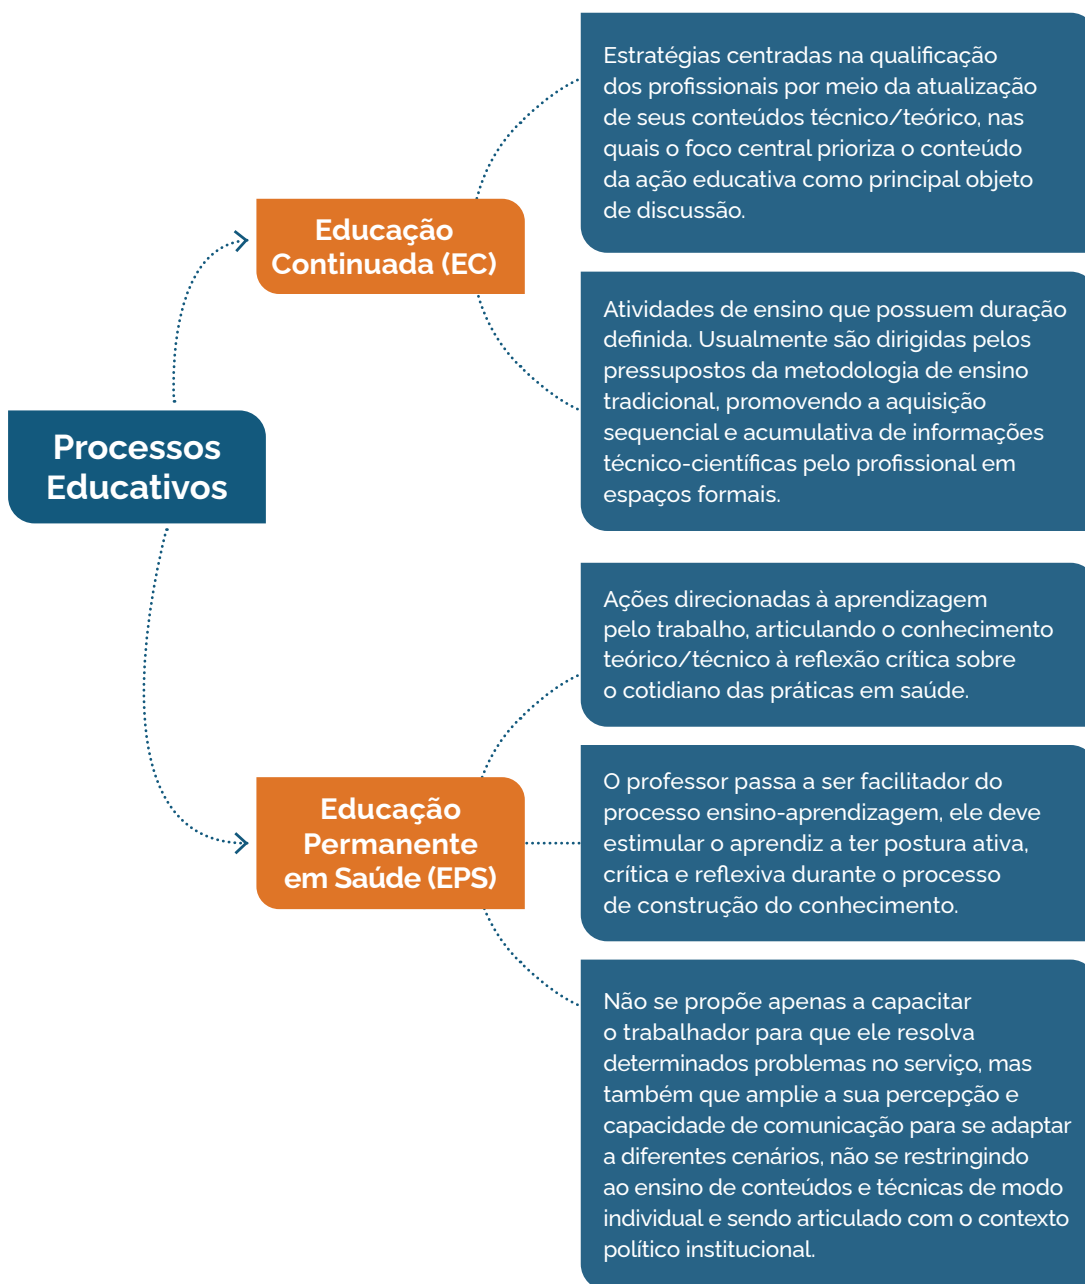 Processos
Educativos
Educação
Continuada (EC)
Estratégias centradas na qualificação
dos profissionais por meio da atualização
de seus conteúdos técnico/teórico, nas
quais o foco central prioriza o conteúdo
da ação educativa como principal objeto
de discussão.
Atividades de ensino que possuem duração
definida. Usualmente são dirigidas pelos
pressupostos da metodologia de ensino
tradicional, promovendo a aquisição
sequencial e acumulativa de informações
técnico-científicas pelo profissional em
espaços formais.
Educação
Permanente
em Saúde (EPS)
Ações direcionadas à aprendizagem
pelo trabalho, articulando o conhecimento
teórico/técnico à reflexão crítica sobre
o cotidiano das práticas em saúde.
O professor passa a ser facilitador do
processo ensino-aprendizagem, ele deve
estimular o aprendiz a ter postura ativa,
crítica e reflexiva durante o processo
de construção do conhecimento.
Não se propõe apenas a capacitar
o trabalhador para que ele resolva
determinados problemas no serviço, mas
também que amplie a sua percepção e
capacidade de comunicação para se adaptar
a diferentes cenários, não se restringindo
ao ensino de conteúdos e técnicas de modo
individual e sendo articulado com o contexto
político institucional.